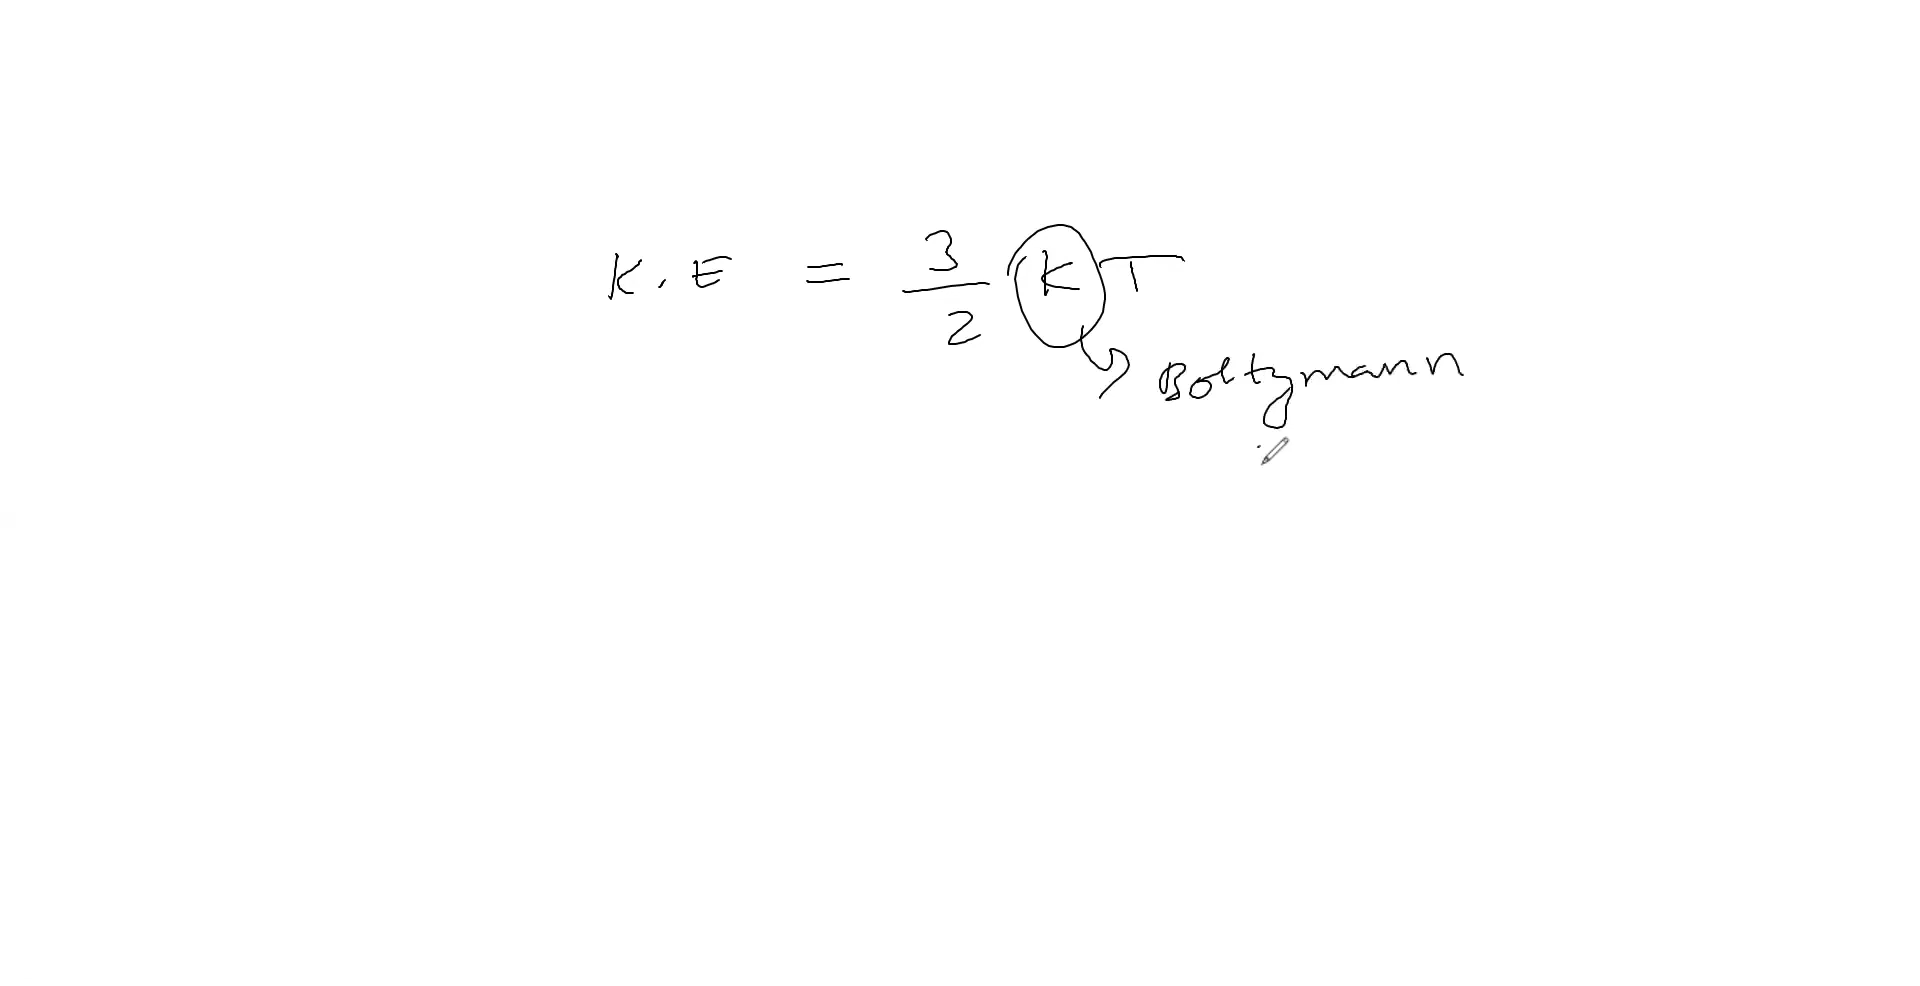 K.E = 3/2 KT
Boltzmann